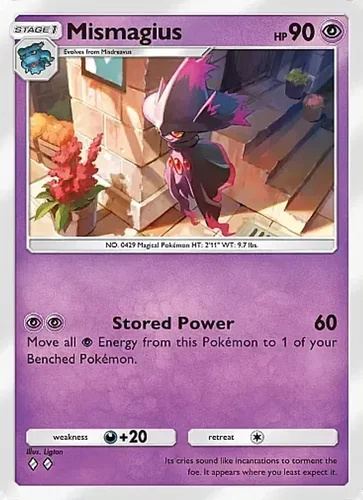 STAGE 1 Mismagius HP 90
Evolves from Misdreavus
NO. 0429 Magical Pokémon HT: 2'11" WT: 9.7 lbs.
Stored Power 60
Move all Energy from this Pokémon to 1 of your
Benched Pokémon.
weakness +20 retreat
Illus. Ligton
Its cries sound like incantations to torment the
foe. It appears where you least expect it.